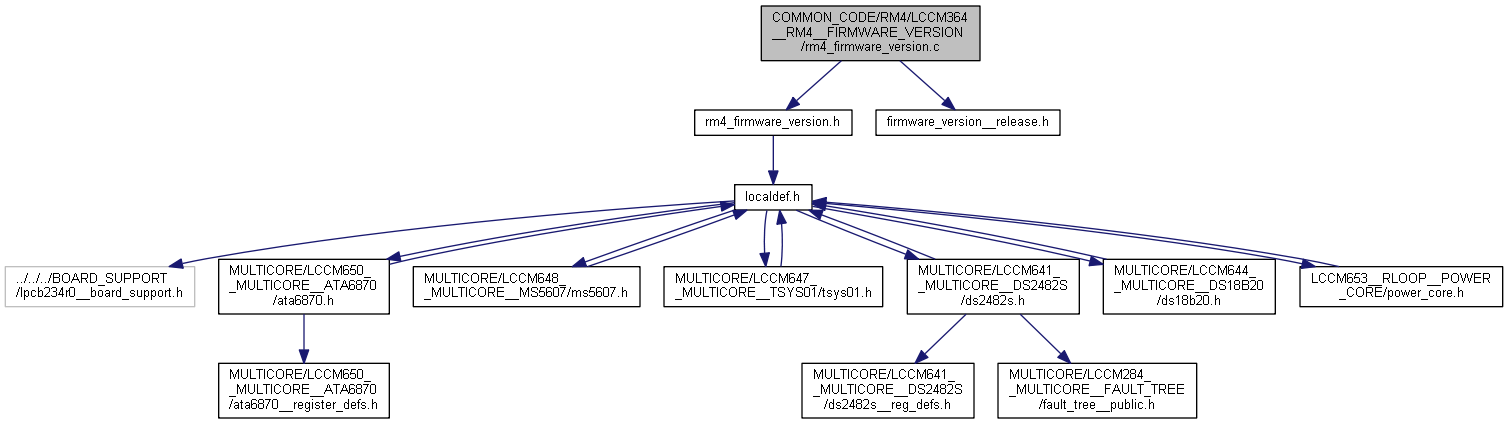 COMMON_CODE/RM4/LCCM364
__RM4__FIRMWARE_VERSION
/rm4_firmware_version.c
rm4_firmware_version.h
firmware_version__release.h
localdef.h
../../../BOARD_SUPPORT
/lpcb234r0__board_support.h
MULTICORE/LCCM650_
_MULTICORE__ATA6870
/ata6870.h
MULTICORE/LCCM648_
_MULTICORE__MS5607/ms5607.h
MULTICORE/LCCM647_
_MULTICORE__TSYS01/tsys01.h
MULTICORE/LCCM641_
_MULTICORE__DS2482S
/ds2482s.h
MULTICORE/LCCM644_
_MULTICORE__DS18B20
/ds18b20.h
LCCM653__RLOOP__POWER
_CORE/power_core.h
MULTICORE/LCCM650_
_MULTICORE__ATA6870
/ata6870__register_defs.h
MULTICORE/LCCM641_
_MULTICORE__DS2482S
/ds2482s__reg_defs.h
MULTICORE/LCCM284_
_MULTICORE__FAULT_TREE
/fault_tree__public.h